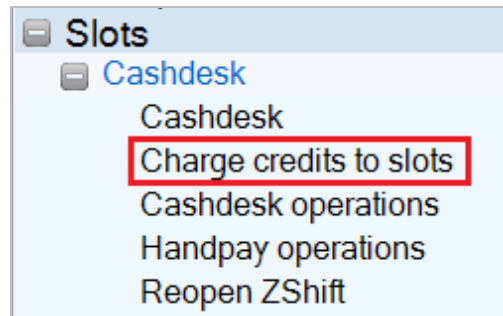 Slots
Cashdesk
Cashdesk
Charge credits to slots
Cashdesk operations
Handpay operations
Reopen ZShift